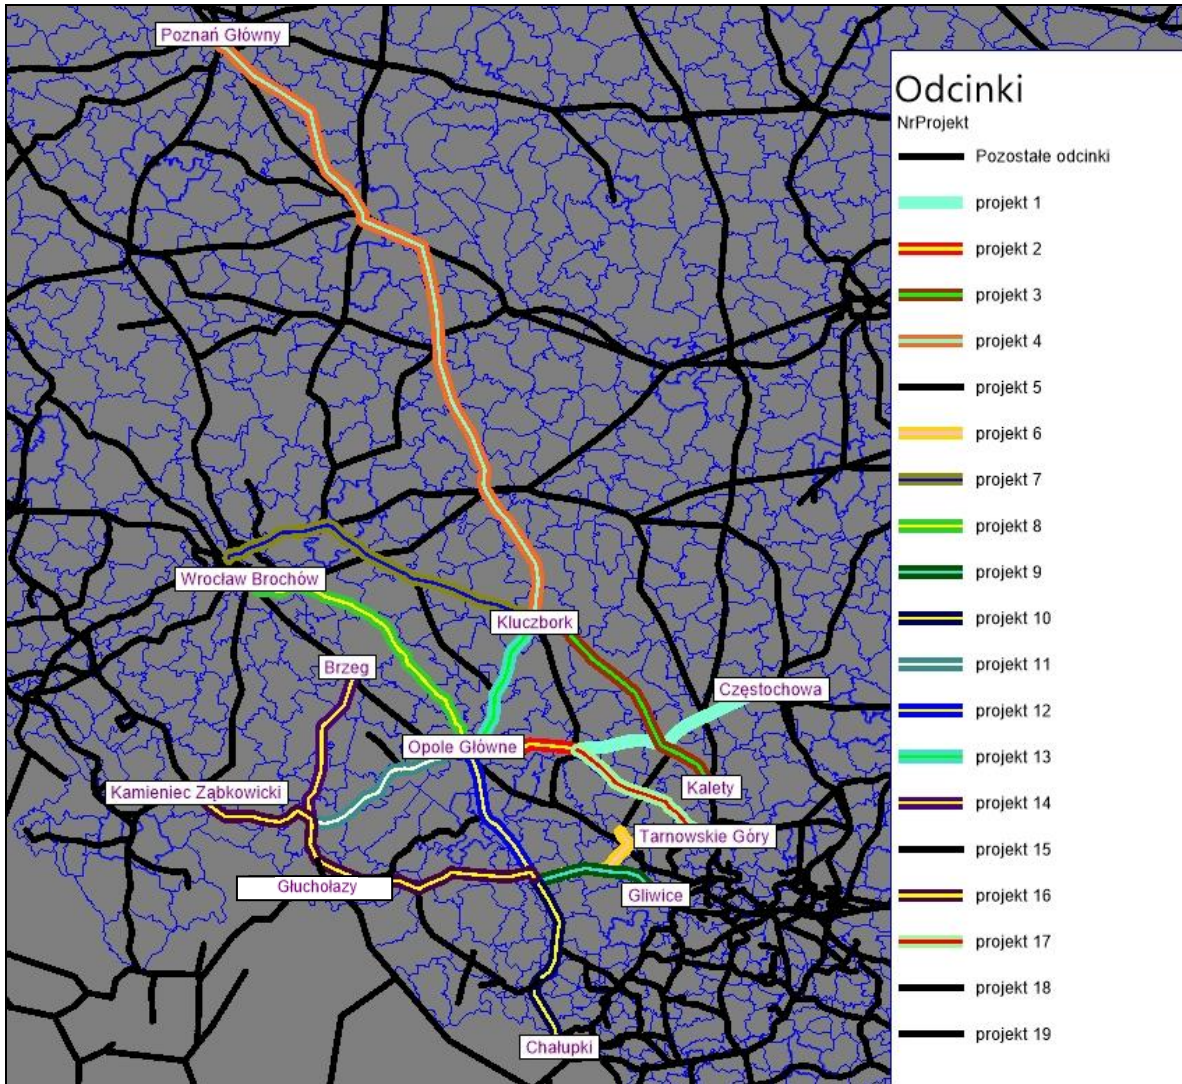 Poznań Główny
Wrocław Brochów
Kluczbork
Brzeg
Częstochowa
Opole Główne
Kamieniec Ząbkowicki
Kalety
Tarnowskie Góry
Głuchołazy
Gliwice
Chałupki
Odcinki
NrProjekt
Pozostałe odcinki
projekt 1
projekt 2
projekt 3
projekt 4
projekt 5
projekt 6
projekt 7
projekt 8
projekt 9
projekt 10
projekt 11
projekt 12
projekt 13
projekt 14
projekt 15
projekt 16
projekt 17
projekt 18
projekt 19